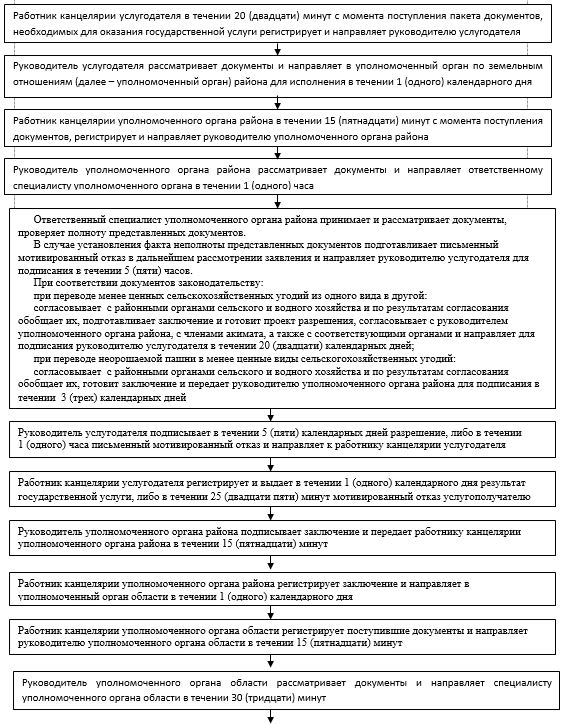 Работник канцелярии услугодателя в течении 20 (двадцати) минут с момента поступления пакета документов,
необходимых для оказания государственной услуги регистрирует и направляет руководителю услугодателя
Руководитель услугодателя рассматривает документы и направляет в уполномоченный орган по земельным
отношениям (далее – уполномоченный орган) района для исполнения в течении 1 (одного) календарного дня
Работник канцелярии уполномоченного органа района в течении 15 (пятнадцати) минут с момента поступления
документов, регистрирует и направляет руководителю уполномоченного органа района
Руководитель уполномоченного органа района рассматривает документы и направляет ответственному
специалисту уполномоченного органа в течении 1 (одного) часа
Ответственный специалист уполномоченного органа района принимает и рассматривает документы,
проверяет полноту представленных документов.
В случае установления факта неполноты представленных документов подготавливает письменный
мотивированный отказ в дальнейшем рассмотрении заявления и направляет руководителю услугодателя для
подписания в течении 5 (пяти) часов.
При соответствии документов законодательству:
при переводе менее ценных сельскохозяйственных угодий из одного вида в другой:
согласовывает с районными органами сельского и водного хозяйства и по результатам согласования
обобщает их, подготавливает заключение и готовит проект разрешения, согласовывает с руководителем
уполномоченного органа района, с членами акимата, а также с соответствующими органами и направляет для
подписания руководителю услугодателя в течении 20 (двадцати) календарных дней;
при переводе неорошаемой пашни в менее ценные виды сельскохозяйственных угодий:
согласовывает с районными органами сельского и водного хозяйства и по результатам согласования
обобщает их, готовит заключение и передает руководителю уполномоченного органа района для подписания в
течении 3 (трех) календарных дней
Руководитель услугодателя подписывает в течении 5 (пяти) календарных дней разрешение, либо в течении
1 (одного) часа письменный мотивированный отказ и направляет к работнику канцелярии услугодателя
Работник канцелярии услугодателя регистрирует и выдает в течении 1 (одного) календарного дня результат
государственной услуги, либо в течении 25 (двадцати пяти) минут мотивированный отказ услугополучателю
Руководитель уполномоченного органа района подписывает заключение и передает работнику канцелярии
уполномоченного органа района в течении 15 (пятнадцати) минут
Работник канцелярии уполномоченного органа района регистрирует заключение и направляет в
уполномоченный орган области в течении 1 (одного) календарного дня
Работник канцелярии уполномоченного органа области регистрирует поступившие документы и направляет
руководителю уполномоченного органа области в течении 15 (пятнадцати) минут
Руководитель уполномоченного органа области рассматривает документы и направляет специалисту
уполномоченного органа области в течении 30 (тридцати) минут